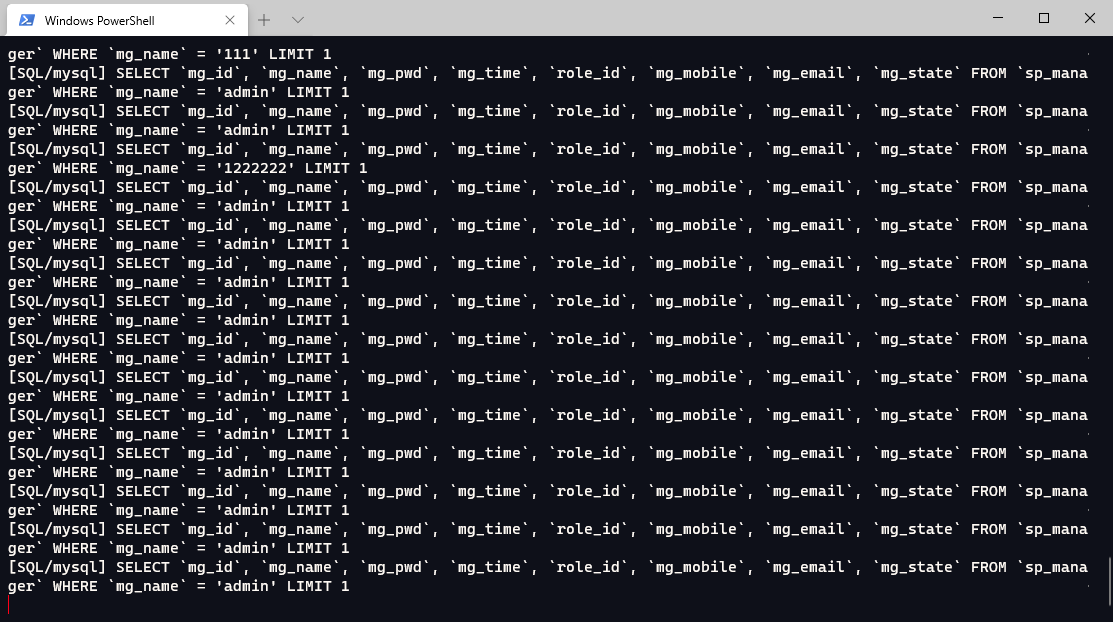 Windows PowerShell
ger` WHERE `mg_name` = '111' LIMIT 1
[SQL/mysql] SELECT `mg_id`, `mg_name`, `mg_pwd`, `mg_time`, `role_id`, `mg_mobile`, `mg_email`, `mg_state` FROM `sp_mana
ger` WHERE `mg_name` = 'admin' LIMIT 1
[SQL/mysql] SELECT `mg_id`, `mg_name`, `mg_pwd`, `mg_time`, `role_id`, `mg_mobile`, `mg_email`, `mg_state` FROM `sp_mana
ger` WHERE `mg_name` = 'admin' LIMIT 1
[SQL/mysql] SELECT `mg_id`, `mg_name`, `mg_pwd`, `mg_time`, `role_id`, `mg_mobile`, `mg_email`, `mg_state` FROM `sp_mana
ger` WHERE `mg_name` = '1222222' LIMIT 1
[SQL/mysql] SELECT `mg_id`, `mg_name`, `mg_pwd`, `mg_time`, `role_id`, `mg_mobile`, `mg_email`, `mg_state` FROM `sp_mana
ger` WHERE `mg_name` = 'admin' LIMIT 1
[SQL/mysql] SELECT `mg_id`, `mg_name`, `mg_pwd`, `mg_time`, `role_id`, `mg_mobile`, `mg_email`, `mg_state` FROM `sp_mana
ger` WHERE `mg_name` = 'admin' LIMIT 1
[SQL/mysql] SELECT `mg_id`, `mg_name`, `mg_pwd`, `mg_time`, `role_id`, `mg_mobile`, `mg_email`, `mg_state` FROM `sp_mana
ger` WHERE `mg_name` = 'admin' LIMIT 1
[SQL/mysql] SELECT `mg_id`, `mg_name`, `mg_pwd`, `mg_time`, `role_id`, `mg_mobile`, `mg_email`, `mg_state` FROM `sp_mana
ger` WHERE `mg_name` = 'admin' LIMIT 1
[SQL/mysql] SELECT `mg_id`, `mg_name`, `mg_pwd`, `mg_time`, `role_id`, `mg_mobile`, `mg_email`, `mg_state` FROM `sp_mana
ger` WHERE `mg_name` = 'admin' LIMIT 1
[SQL/mysql] SELECT `mg_id`, `mg_name`, `mg_pwd`, `mg_time`, `role_id`, `mg_mobile`, `mg_email`, `mg_state` FROM `sp_mana
ger` WHERE `mg_name` = 'admin' LIMIT 1
[SQL/mysql] SELECT `mg_id`, `mg_name`, `mg_pwd`, `mg_time`, `role_id`, `mg_mobile`, `mg_email`, `mg_state` FROM `sp_mana
ger` WHERE `mg_name` = 'admin' LIMIT 1
[SQL/mysql] SELECT `mg_id`, `mg_name`, `mg_pwd`, `mg_time`, `role_id`, `mg_mobile`, `mg_email`, `mg_state` FROM `sp_mana
ger` WHERE `mg_name` = 'admin' LIMIT 1
[SQL/mysql] SELECT `mg_id`, `mg_name`, `mg_pwd`, `mg_time`, `role_id`, `mg_mobile`, `mg_email`, `mg_state` FROM `sp_mana
ger` WHERE `mg_name` = 'admin' LIMIT 1
[SQL/mysql] SELECT `mg_id`, `mg_name`, `mg_pwd`, `mg_time`, `role_id`, `mg_mobile`, `mg_email`, `mg_state` FROM `sp_mana
ger` WHERE `mg_name` = 'admin' LIMIT 1
[SQL/mysql] SELECT `mg_id`, `mg_name`, `mg_pwd`, `mg_time`, `role_id`, `mg_mobile`, `mg_email`, `mg_state` FROM `sp_mana
ger` WHERE `mg_name` = 'admin' LIMIT 1